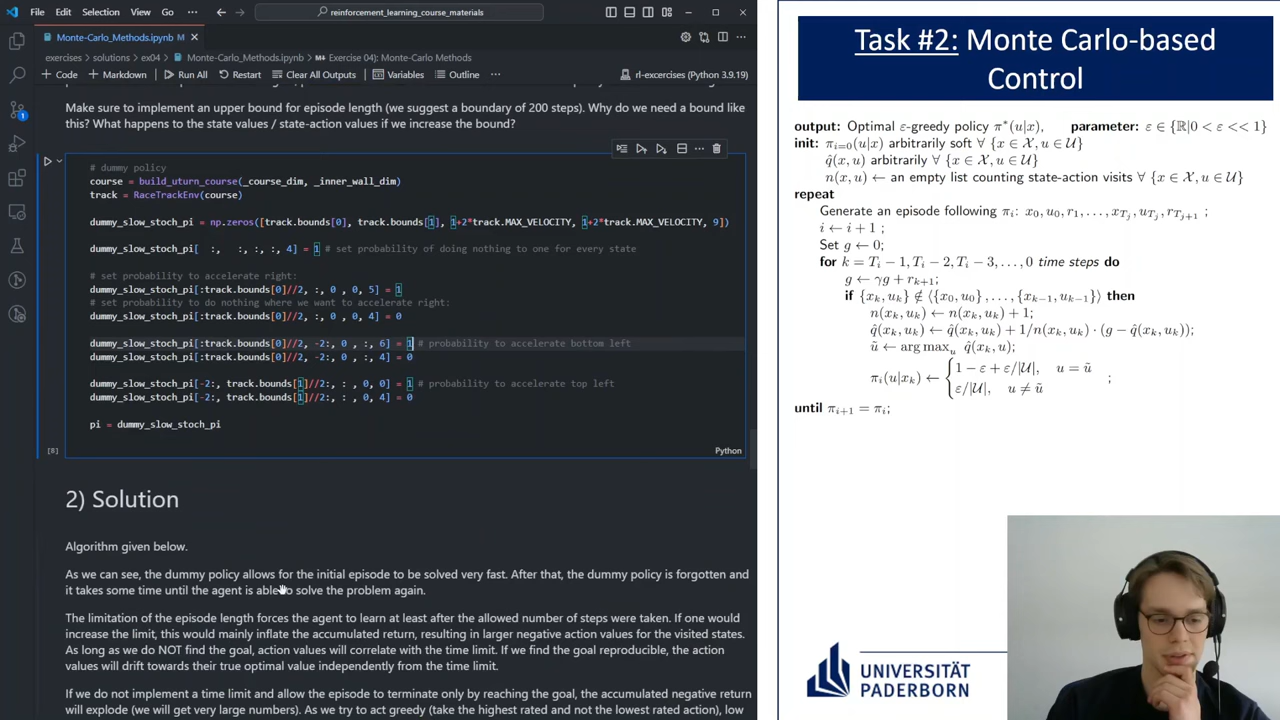 File Edit Selection View Go ···
reinforcement_learning_course_materials
Monte-Carlo_Methods.ipynb M
exercises > solutions >
Monte-Carlo_Methods.ipynb > Exercise 04): Monte-Carlo Methods
+ Code + Markdown Run All Restart Clear All Outputs Variables Outline ··· rl-exercises (Python 3.9.19)
Make sure to implement an upper bound for episode length (we suggest a boundary of 200 steps). Why do we need a bound like
this? What happens to the state values / state-action values if we increase the bound?
# dummy policy
course = build_rect_course(_course_dim, _inner_wall_dim)
track = RaceTrackEnv(course)
dummy_slow_stoch_pi = np.zeros([track.bounds[0], track.bounds[1], 1+2*track.MAX_VELOCITY, 1+2*track.MAX_VELOCITY, 9])
dummy_slow_stoch_pi[ :, :, :, :, 4] = 1 # set probability of doing nothing to one for every state
# set probability to accelerate right:
dummy_slow_stoch_pi[:track.bounds[0]//2, :, 0 , 0, 5] = 1
# set probability to do nothing where we want to accelerate right:
dummy_slow_stoch_pi[:track.bounds[0]//2, :, 0 , 0, 4] = 0
dummy_slow_stoch_pi[:track.bounds[0]//2, -2:, 0 , :, 6] = 1 # probability to accelerate bottom left
dummy_slow_stoch_pi[:track.bounds[0]//2, -2:, 0 , :, 4] = 0
dummy_slow_stoch_pi[-2:, track.bounds[1]//2:, : , 0, 0] = 1 # probability to accelerate top left
dummy_slow_stoch_pi[-2:, track.bounds[1]//2:, : , 0, 4] = 0
pi = dummy_slow_stoch_pi
[8]
Python
2) Solution
Algorithm given below.
As we can see, the dummy policy allows for the initial episode to be solved very fast. After that, the dummy policy is forgotten and
it takes some time until the agent is able to solve the problem again.
The limitation of the episode length forces the agent to learn at least after the allowed number of steps were taken. If one would
increase the limit, this would mainly inflate the accumulated return, resulting in larger negative action values for the visited states.
As long as we do NOT find the goal, action values will correlate with the time limit. If we find the goal reproducible, the action
values will drift towards their true optimal value independently from the time limit.
If we do not implement a time limit and allow the episode to terminate only by reaching the goal, the accumulated negative return
will explode (we will get very large numbers). As we try to act greedy (take the highest rated and not the lowest rated action), low
Task #2: Monte Carlo-based
Control
output: Optimal ε-greedy policy π*(u|x), parameter: ε ∈ {ℝ|0 < ε << 1}
init: π_{i=0}(u|x) arbitrarily soft ∀ {x ∈ 𝒳, u ∈ 𝒰}
q̂(x, u) arbitrarily ∀ {x ∈ 𝒳, u ∈ 𝒰}
n(x, u) ← an empty list counting state-action visits ∀ {x ∈ 𝒳, u ∈ 𝒰}
repeat
Generate an episode following π_i: x_0, u_0, r_1, . . . , x_{T_j}, u_{T_j}, r_{T_j+1} ;
i ← i + 1 ;
Set g ← 0;
for k = T_i − 1, T_i − 2, T_i − 3, . . . , 0 time steps do
g ← γg + r_{k+1};
if {x_k, u_k} ∉ ⟨{x_0, u_0} , . . . , {x_{k−1}, u_{k−1}}⟩ then
n(x_k, u_k) ← n(x_k, u_k) + 1;
q̂(x_k, u_k) ← q̂(x_k, u_k) + 1/n(x_k, u_k) · (g − q̂(x_k, u_k));
ũ ← arg max_u q̂(x_k, u);
π_i(u|x_k) ← { 1 − ε + ε/|𝒰|, u = ũ
ε/|𝒰|, u ≠ ũ ;
until π_{i+1} = π_i;
UNIVERSITÄT
PADERBORN